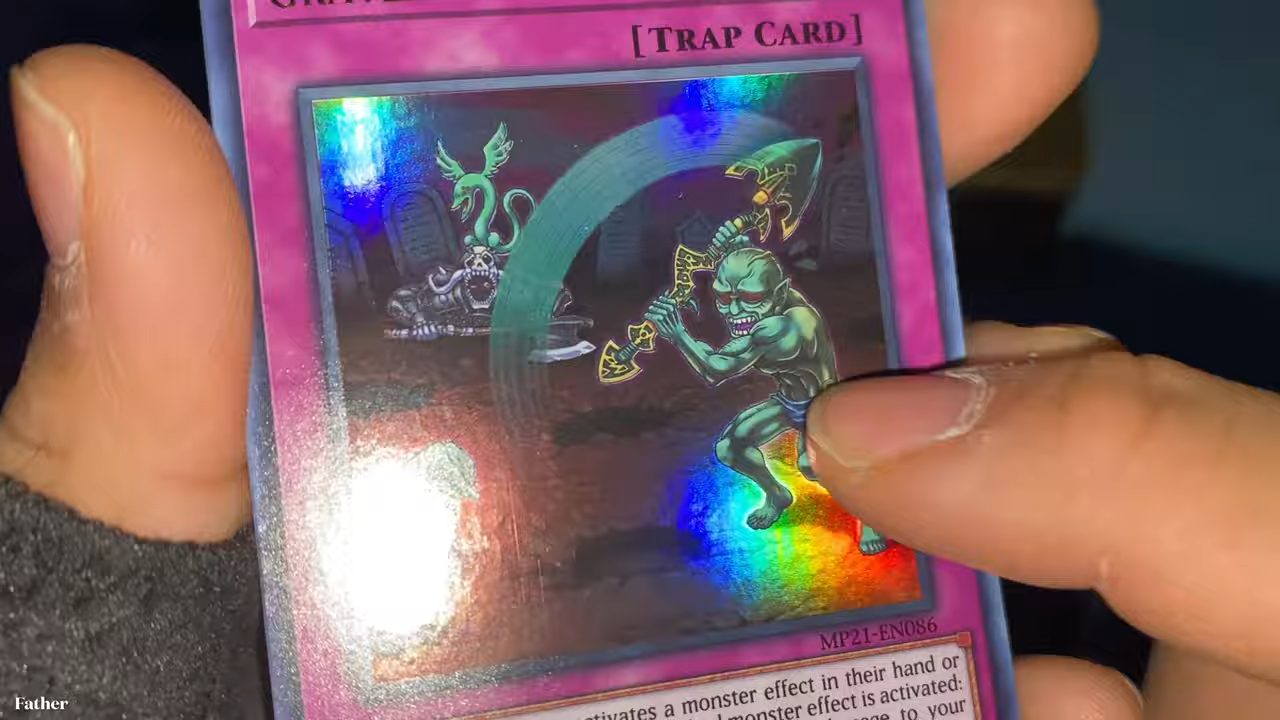 [TRAP CARD]
MP21-EN086
activates a monster effect in their hand or
monster effect is activated:
to your
Father